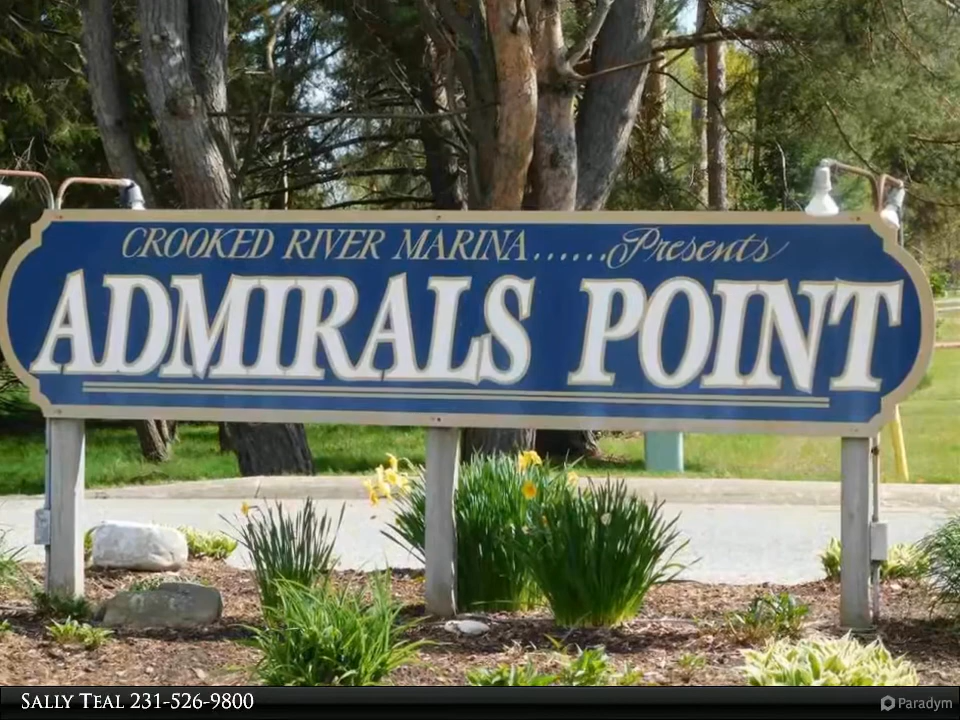 CROOKED RIVER MARINA......Presents
ADMIRALS POINT
SALLY TEAL 231-526-9800
Paradym